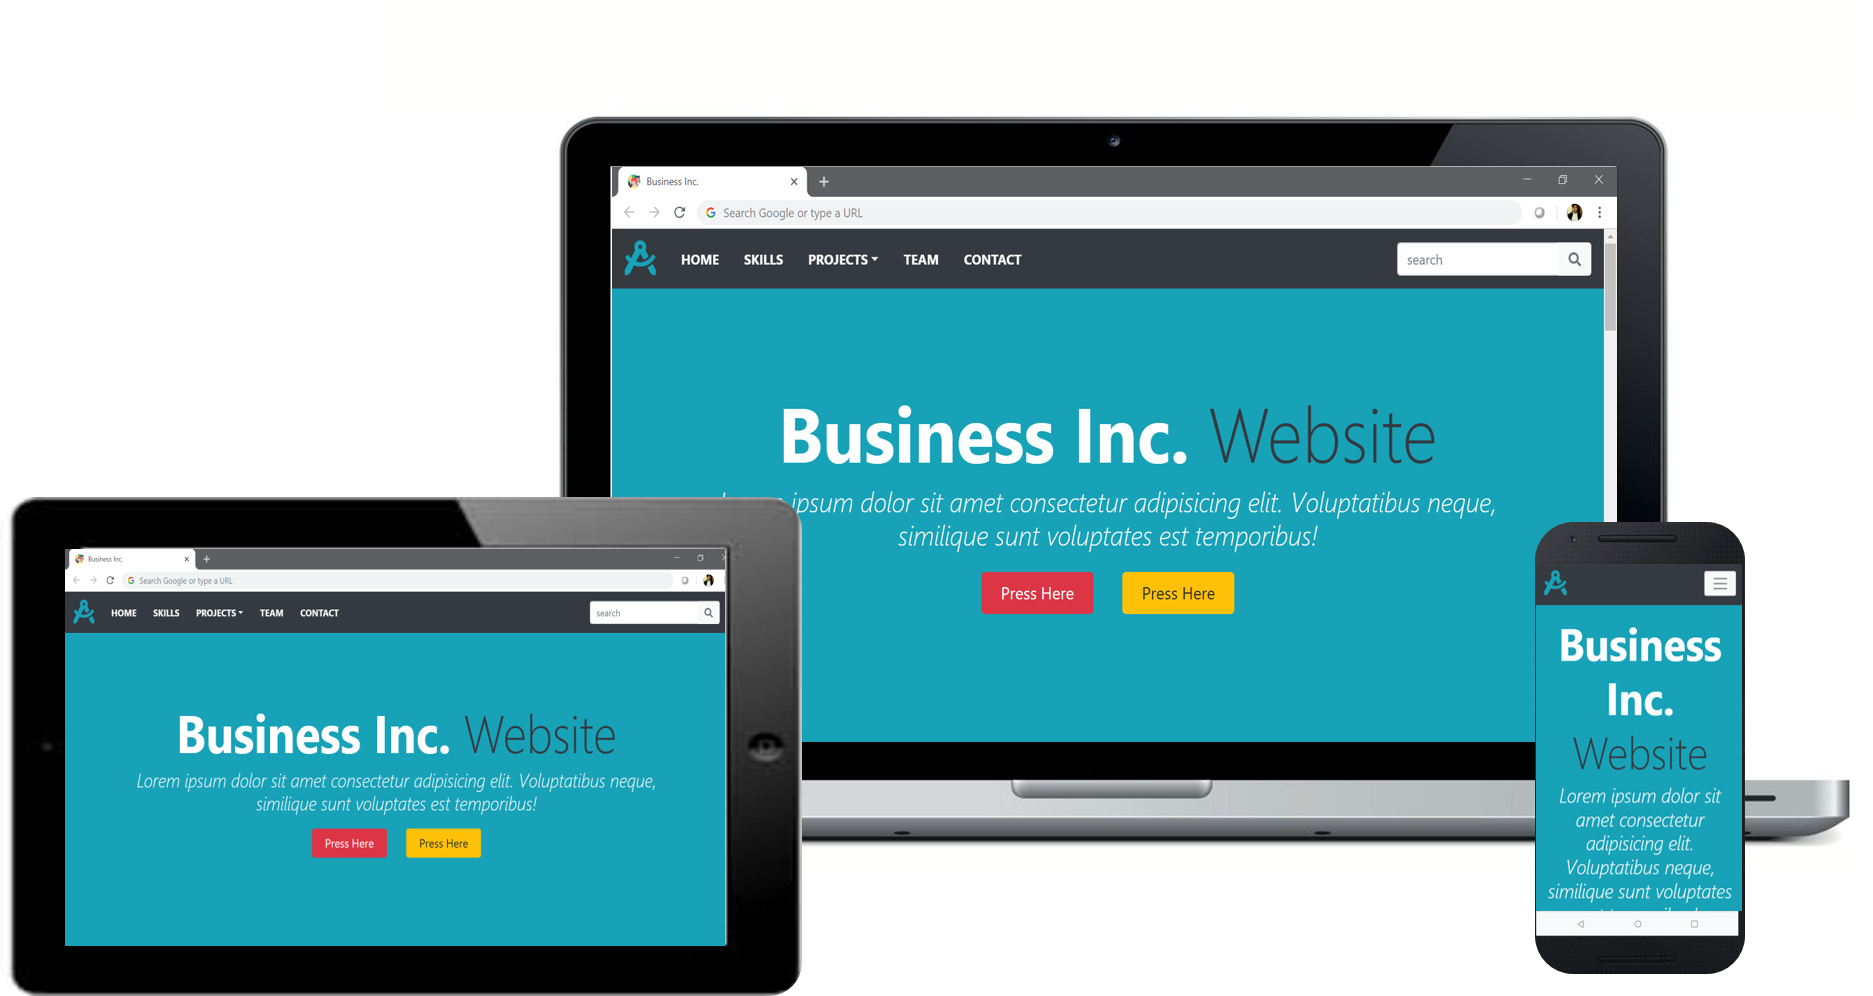 Business Inc.
Search Google or type a URL
HOME SKILLS PROJECTS TEAM CONTACT search
Business Inc. Website
ipsum dolor sit amet consectetur adipisicing elit. Voluptatibus neque,
similique sunt voluptates est temporibus!
Press Here Press Here
Business Inc.
Search Google or type a URL
HOME SKILLS PROJECTS TEAM CONTACT search
Business Inc. Website
Lorem ipsum dolor sit amet consectetur adipisicing elit. Voluptatibus neque,
similique sunt voluptates est temporibus!
Press Here Press Here
Business
Inc.
Website
Lorem ipsum dolor sit
amet consectetur
adipisicing elit.
Voluptatibus neque,
similique sunt voluptates